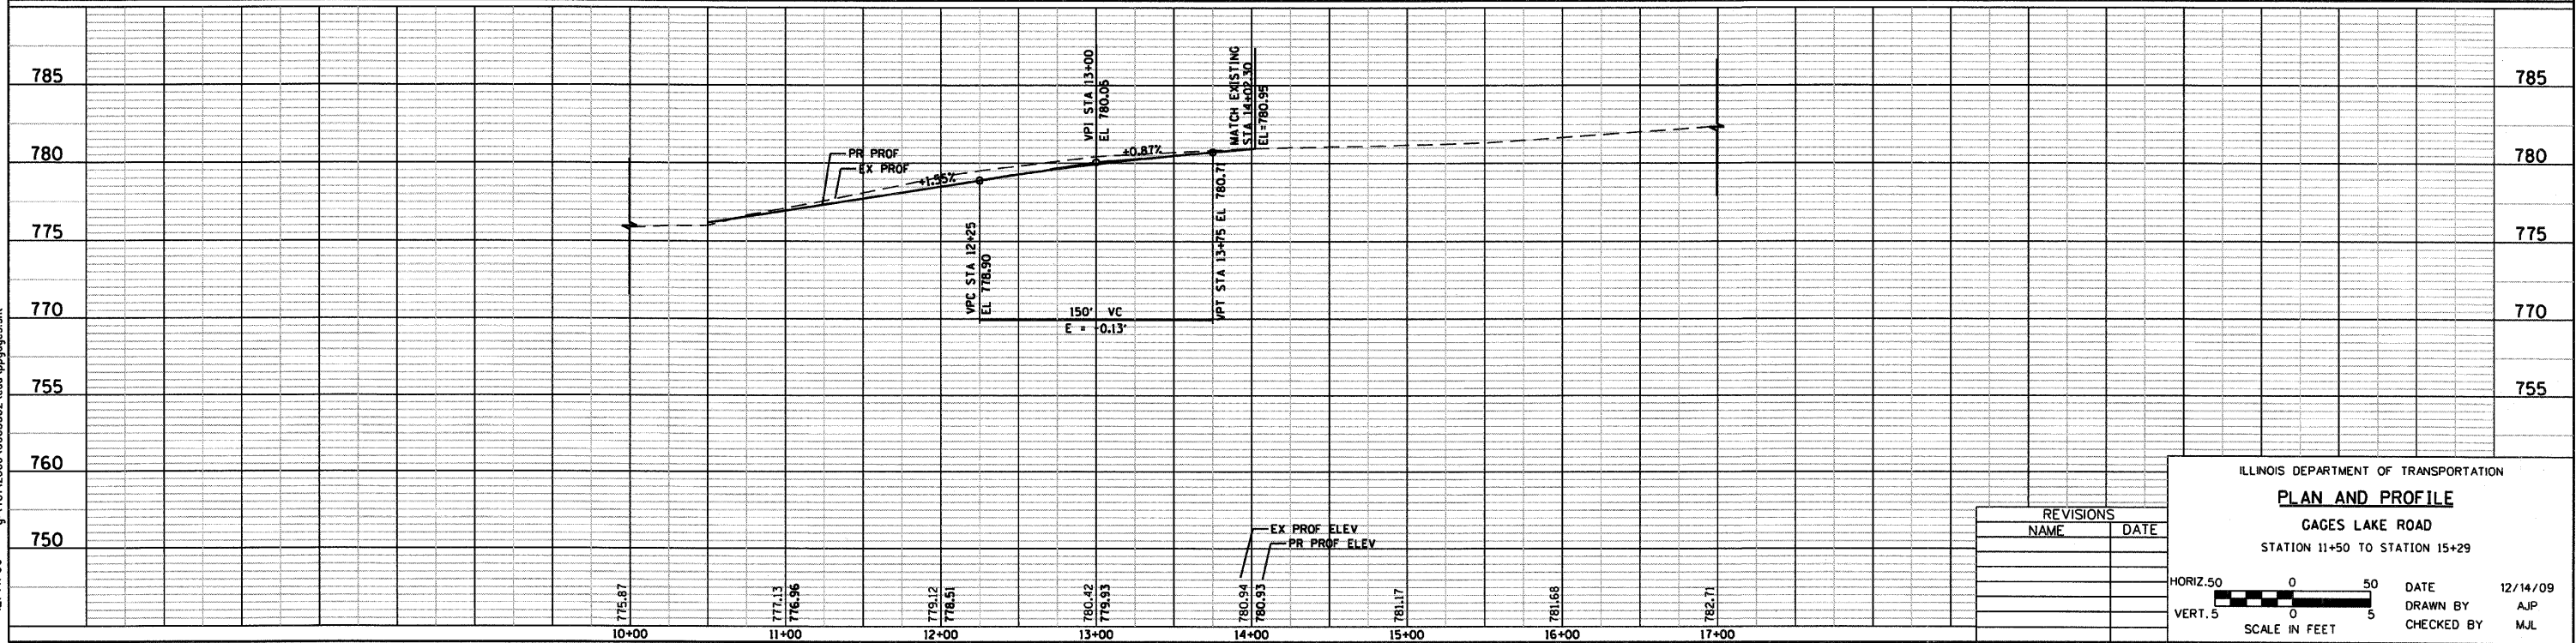 785
780
775
770
755
760
750
785
780
775
770
755
PR PROF
EX PROF
+1.55%
+0.87%
VPI STA 13+00
EL 780.05
MATCH EXISTING
STA 14+02.30
EL=780.95
VPC STA 12+25
EL 778.90
VPT STA 13+75 EL 780.71
150' VC
E = -0.13'
EX PROF ELEV
PR PROF ELEV
775.87
777.13
776.96
779.12
778.51
780.42
779.93
780.94
780.93
781.17
781.68
782.71
10+00
11+00
12+00
13+00
14+00
15+00
16+00
17+00
REVISIONS
NAME DATE
ILLINOIS DEPARTMENT OF TRANSPORTATION
PLAN AND PROFILE
GAGES LAKE ROAD
STATION 11+50 TO STATION 15+29
HORIZ.50 0 50
VERT.5 0 5
SCALE IN FEET
DATE 12/14/09
DRAWN BY AJP
CHECKED BY MJL